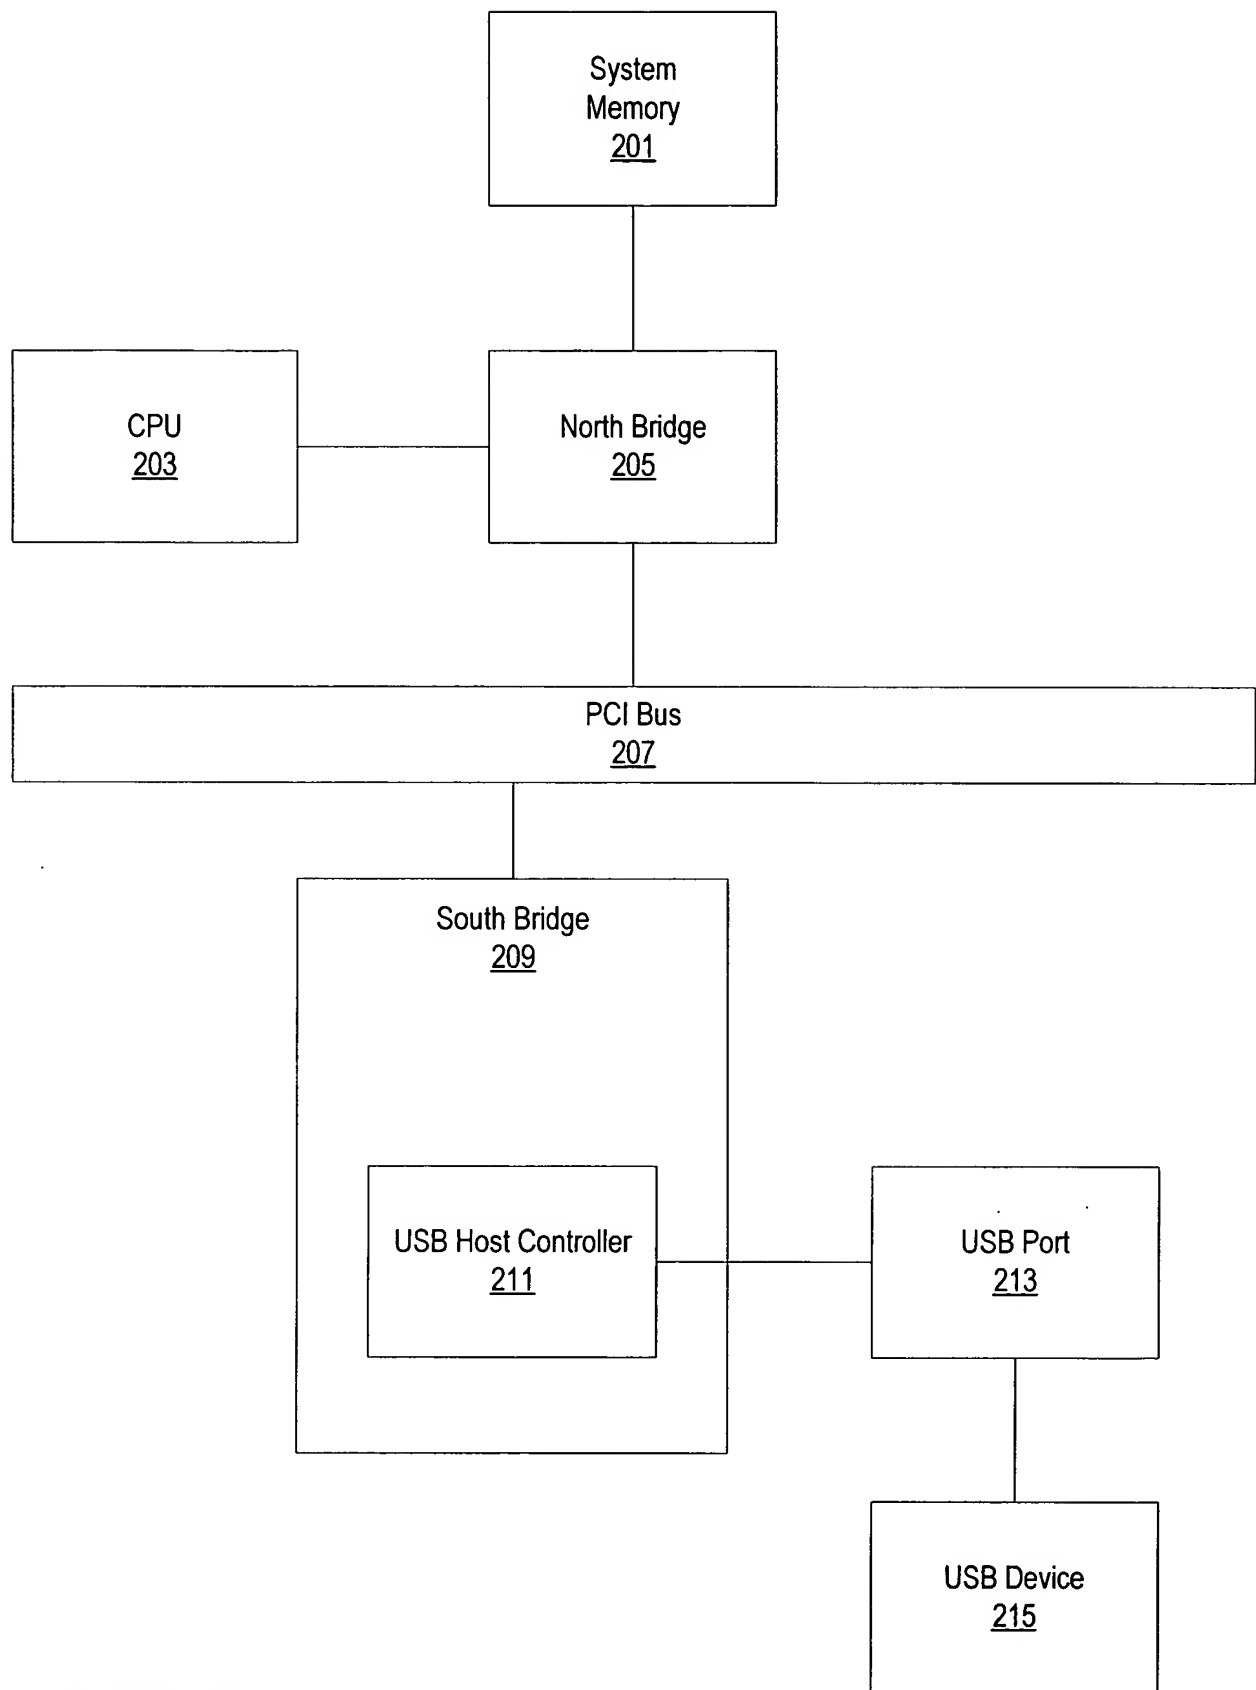 System
Memory
201
CPU
203
North Bridge
205
PCI Bus
207
South Bridge
209
USB Host Controller
211
USB Port
213
USB Device
215